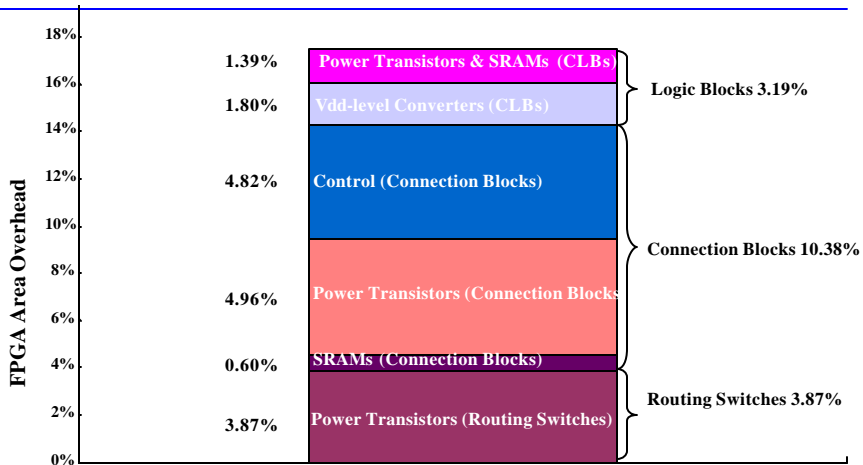 18%
1.39% Power Transistors & SRAMs (CLBs)
16%
Logic Blocks 3.19%
1.80% Vdd-level Converters (CLBs)
14%
12%
4.82% Control (Connection Blocks)
10%
Connection Blocks 10.38%
8%
4.96% Power Transistors (Connection Blocks
6%
SRAMs (Connection Blocks)
4%
0.60%
Routing Switches 3.87%
2%
3.87% Power Transistors (Routing Switches)
0%
FPGA Area Overhead